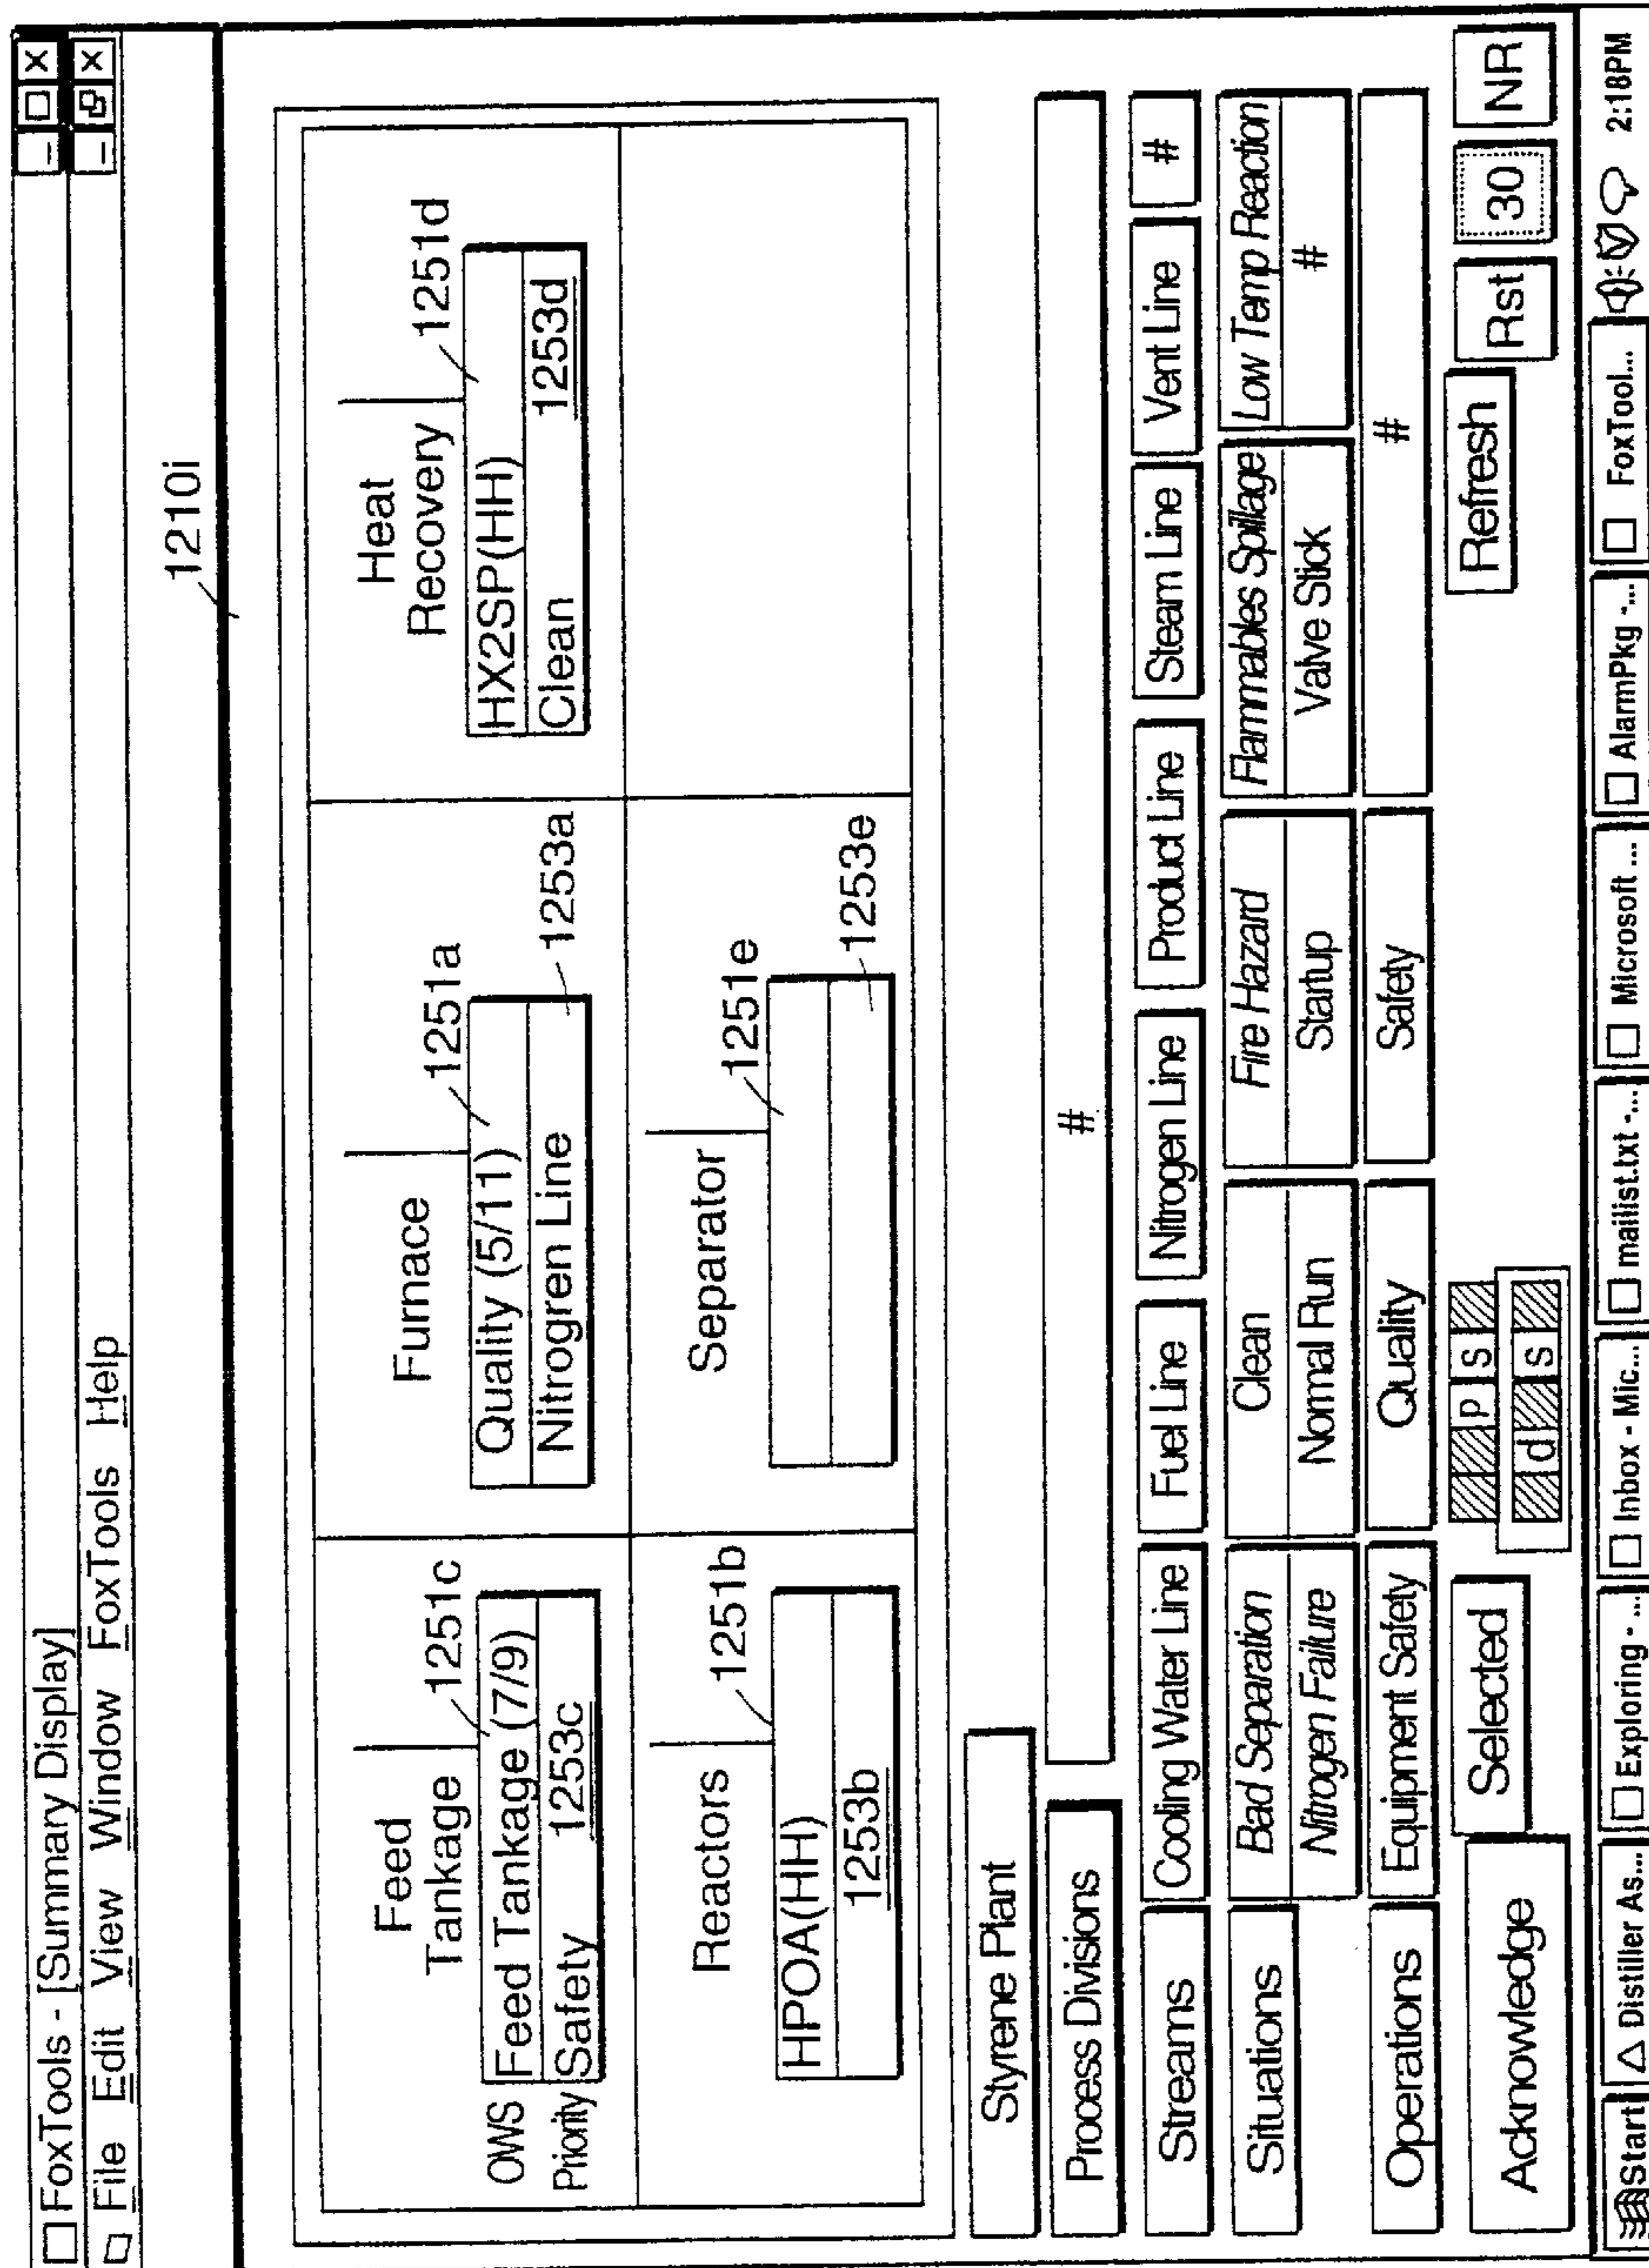 FoxTools - [Summary Display]
File Edit View Window FoxTools Help
1210i
Feed Tankage
1251c
OWS Feed Tankage (7/9)
Priority Safety 1253c
Furnace
1251a
Quality (5/11)
Nitrogren Line
1253a
Heat Recovery
1251d
HX2SP(HH)
Clean 1253d
Reactors
1251b
HPOA(HH)
1253b
Separator
1251e
1253e
Styrene Plant
Process Divisions #
Streams Cooling Water Line Fuel Line Nitrogen Line Product Line Steam Line Vent Line #
Situations Bad Separation Clean Fire Hazard Flammables Spillage Low Temp Reaction
Nitrogen Failure Normal Run Startup Valve Stick #
Operations Equipment Safety Quality Safety #
Acknowledge Selected p s Refresh Rst 30 NR
d s
Start Distiller As... Exploring - ... Inbox - Mic... mailist.txt -... Microsoft ... AlarmPkg -... FoxTool... 2:18PM